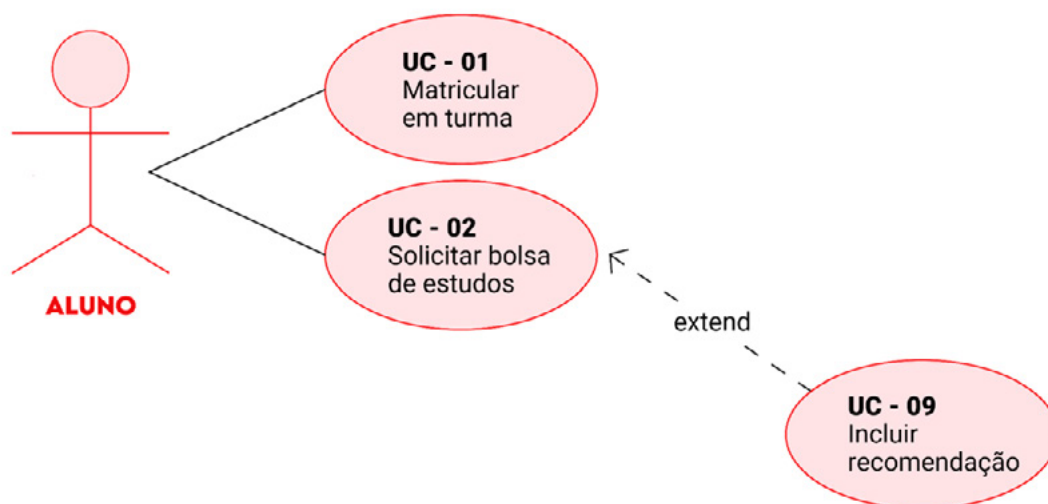 UC - 01
Matricular
em turma
UC - 02
Solicitar bolsa
de estudos
ALUNO
extend
UC - 09
Incluir
recomendação